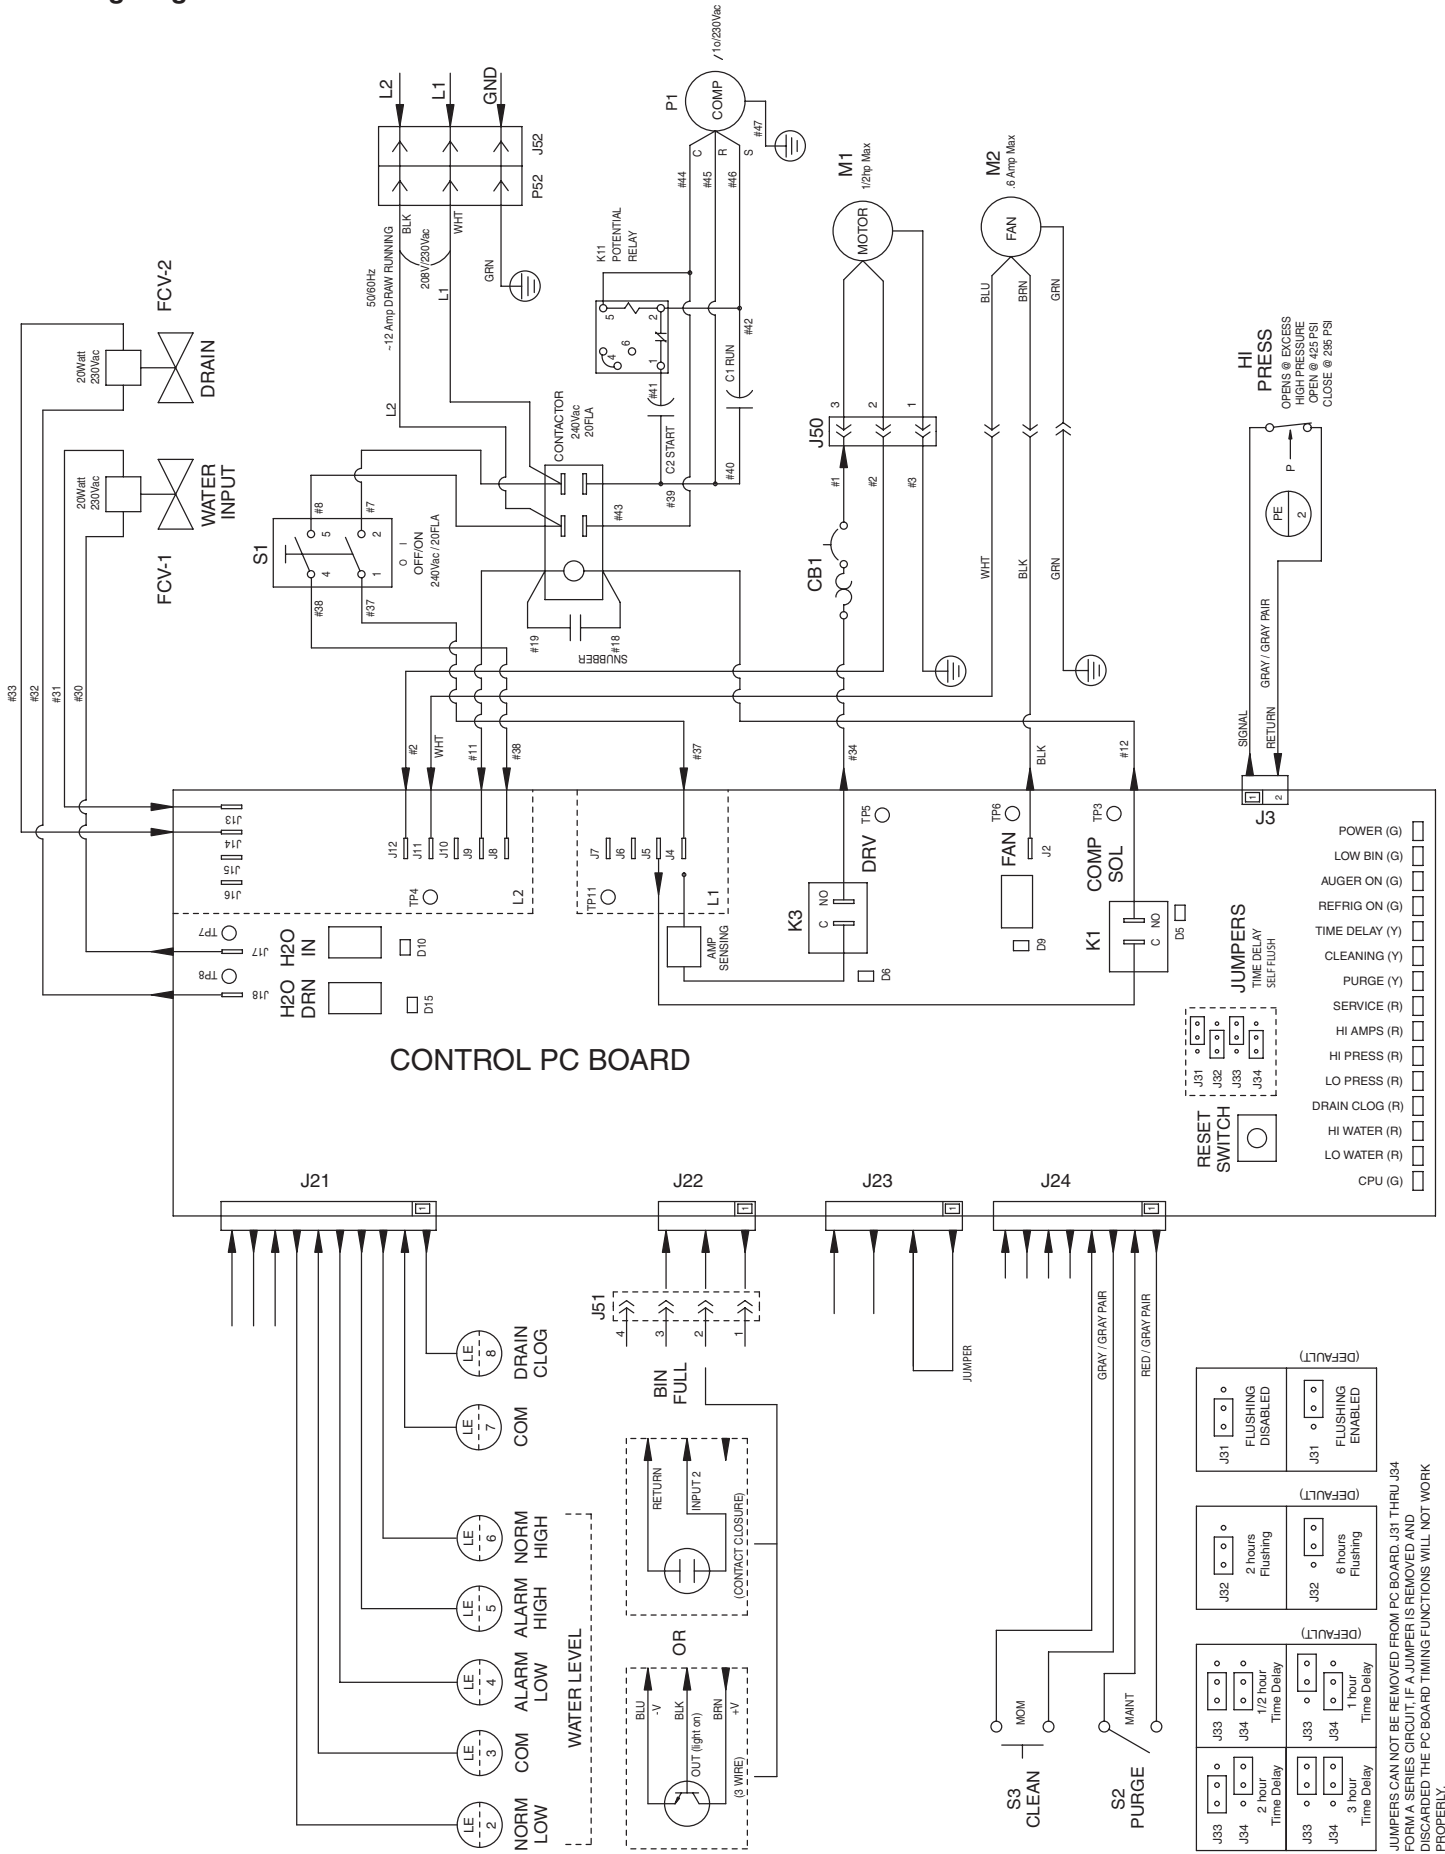 L2
L1
GND
J52
P52
BLK
WHT
GRN
50/60Hz
~12 Amp DRAW RUNNING
208V/230Vac
L1
L2
P1
COMP
/ 1o/230Vac
#47
C
R
S
#44
#45
#46
K11
POTENTIAL
RELAY
5
2
4
6
1
#41
#42
C1 RUN
C2 START
#39
#40
#43
CONTACTOR
240Vac
20FLA
#19
#18
SNUBBER
FCV-2
20Watt
230Vac
DRAIN
FCV-1
20Watt
230Vac
WATER
INPUT
#33
#32
#31
#30
S1
#8
#7
5
4
2
1
O I
OFF/ON
240Vac / 20FLA
#38
#37
M1
1/2hp Max
MOTOR
J50
3
2
1
#1
#2
#3
CB1
M2
.6 Amp Max
FAN
BLU
BRN
GRN
WHT
BLK
GRN
HI
PRESS
OPENS @ EXCESS
HIGH PRESSURE
OPEN @ 425 PSI
CLOSE @ 295 PSI
P
PE
2
GRAY / GRAY PAIR
SIGNAL
RETURN
1
2
J3
#2
WHT
#11
#38
#37
#34
BLK
#12
J13
J14
J15
J16
J12
J11
J10
J9
J8
TP4
L2
J7
J6
J5
J4
TP11
L1
TP7
J17
H2O
IN
D10
TP8
J18
H2O
DRN
D15
AMP
SENSING
TP5
DRV
K3
C NO
D6
TP6
FAN
J2
D9
TP3
COMP
SOL
K1
C NO
D5
CONTROL PC BOARD
JUMPERS
TIME DELAY
SELF FLUSH
J31
J32
J33
J34
RESET
SWITCH
POWER (G)
LOW BIN (G)
AUGER ON (G)
REFRIG ON (G)
TIME DELAY (Y)
CLEANING (Y)
PURGE (Y)
SERVICE (R)
HI AMPS (R)
HI PRESS (R)
LO PRESS (R)
DRAIN CLOG (R)
HI WATER (R)
LO WATER (R)
CPU (G)
J21
1
J22
1
J23
1
J24
1
J51
4
3
2
1
BIN
FULL
JUMPER
GRAY / GRAY PAIR
RED / GRAY PAIR
LE
8
DRAIN
CLOG
LE
7
COM
LE
6
NORM
HIGH
LE
5
ALARM
HIGH
LE
4
ALARM
LOW
LE
3
COM
LE
2
NORM
LOW
WATER LEVEL
RETURN
INPUT 2
(CONTACT CLOSURE)
OR
BLU
-V
BLK
OUT (light on)
BRN
+V
(3 WIRE)
MOM
S3
CLEAN
MAINT
S2
PURGE
J31
FLUSHING
DISABLED
J31
FLUSHING
ENABLED
(DEFAULT)
J32
2 hours
Flushing
J32
6 hours
Flushing
(DEFAULT)
J33
J34
1/2 hour
Time Delay
J33
J34
1 hour
Time Delay
(DEFAULT)
J33
J34
2 hour
Time Delay
J33
J34
3 hour
Time Delay
JUMPERS CAN NOT BE REMOVED FROM PC BOARD. J31 THRU J34
FORM A SERIES CIRCUIT, IF A JUMPER IS REMOVED AND
DISCARDED THE PC BOARD TIMING FUNCTIONS WILL NOT WORK
PROPERLY.